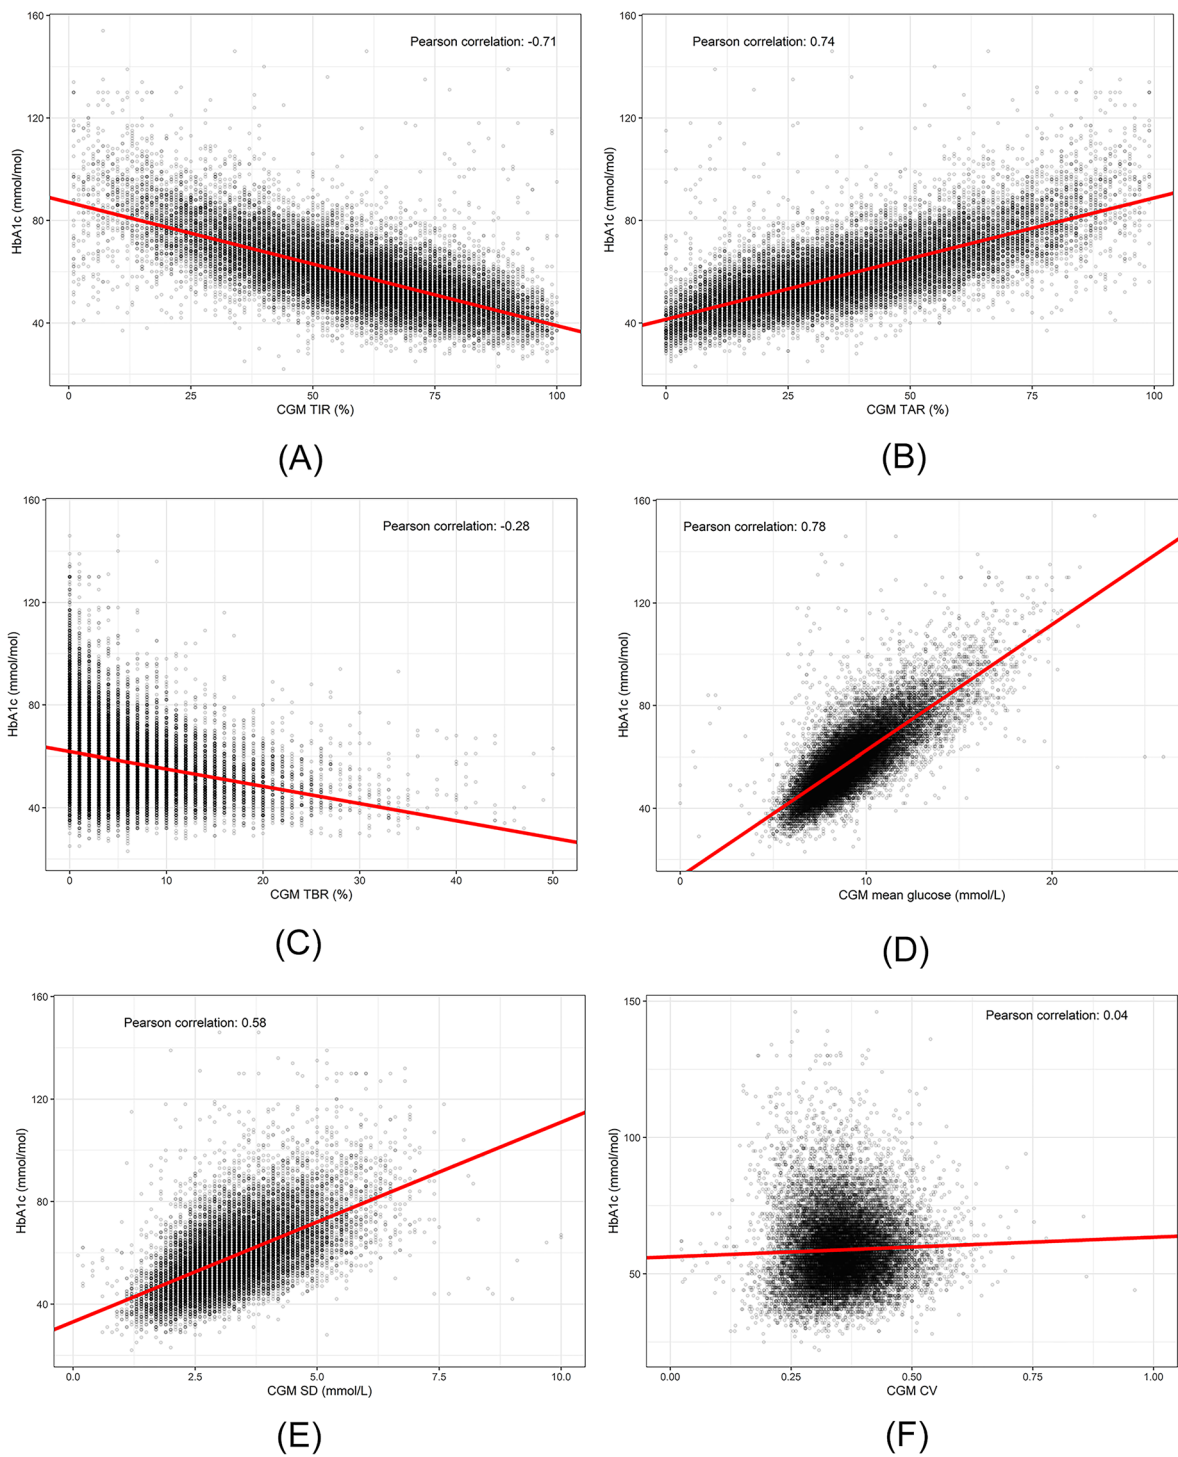 160
120
80
40
HbA1c (mmol/mol)
Pearson correlation: -0.71
0
25
50
75
100
CGM TIR (%)
(A)
160
120
80
40
HbA1c (mmol/mol)
Pearson correlation: 0.74
0
25
50
75
100
CGM TAR (%)
(B)
160
120
80
40
HbA1c (mmol/mol)
Pearson correlation: -0.28
0
10
20
30
40
50
CGM TBR (%)
(C)
160
120
80
40
HbA1c (mmol/mol)
Pearson correlation: 0.78
0
10
20
CGM mean glucose (mmol/L)
(D)
160
120
80
40
HbA1c (mmol/mol)
Pearson correlation: 0.58
0.0
2.5
5.0
7.5
10.0
CGM SD (mmol/L)
(E)
150
100
50
HbA1c (mmol/mol)
Pearson correlation: 0.04
0.00
0.25
0.50
0.75
1.00
CGM CV
(F)